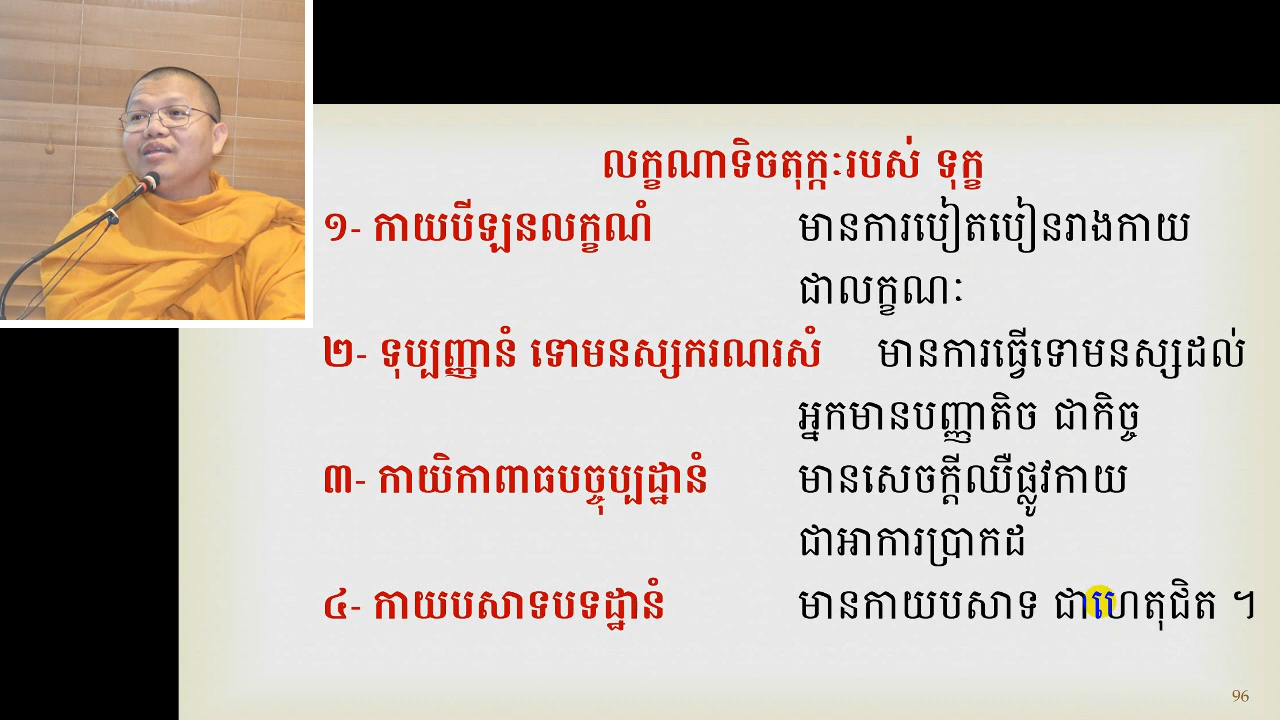 លក្ខណាទិចតុក្កៈរបស់ ទុក្ខ
១- កាយបីឡនលក្ខណំ មានការបៀតបៀនរាងកាយ
ជាលក្ខណៈ
២- ទុប្បញ្ញានំ ទោមនស្សករណរសំ មានការធ្វើទោមនស្សដល់
អ្នកមានបញ្ញាតិច ជាកិច្ច
៣- កាយិកាពាធបច្ចុប្បដ្ឋានំ មានសេចក្តីឈឺផ្លូវកាយ
ជាអាការប្រាកដ
៤- កាយបសាទបទដ្ឋានំ មានកាយបសាទ ជាហេតុជិត ។
96